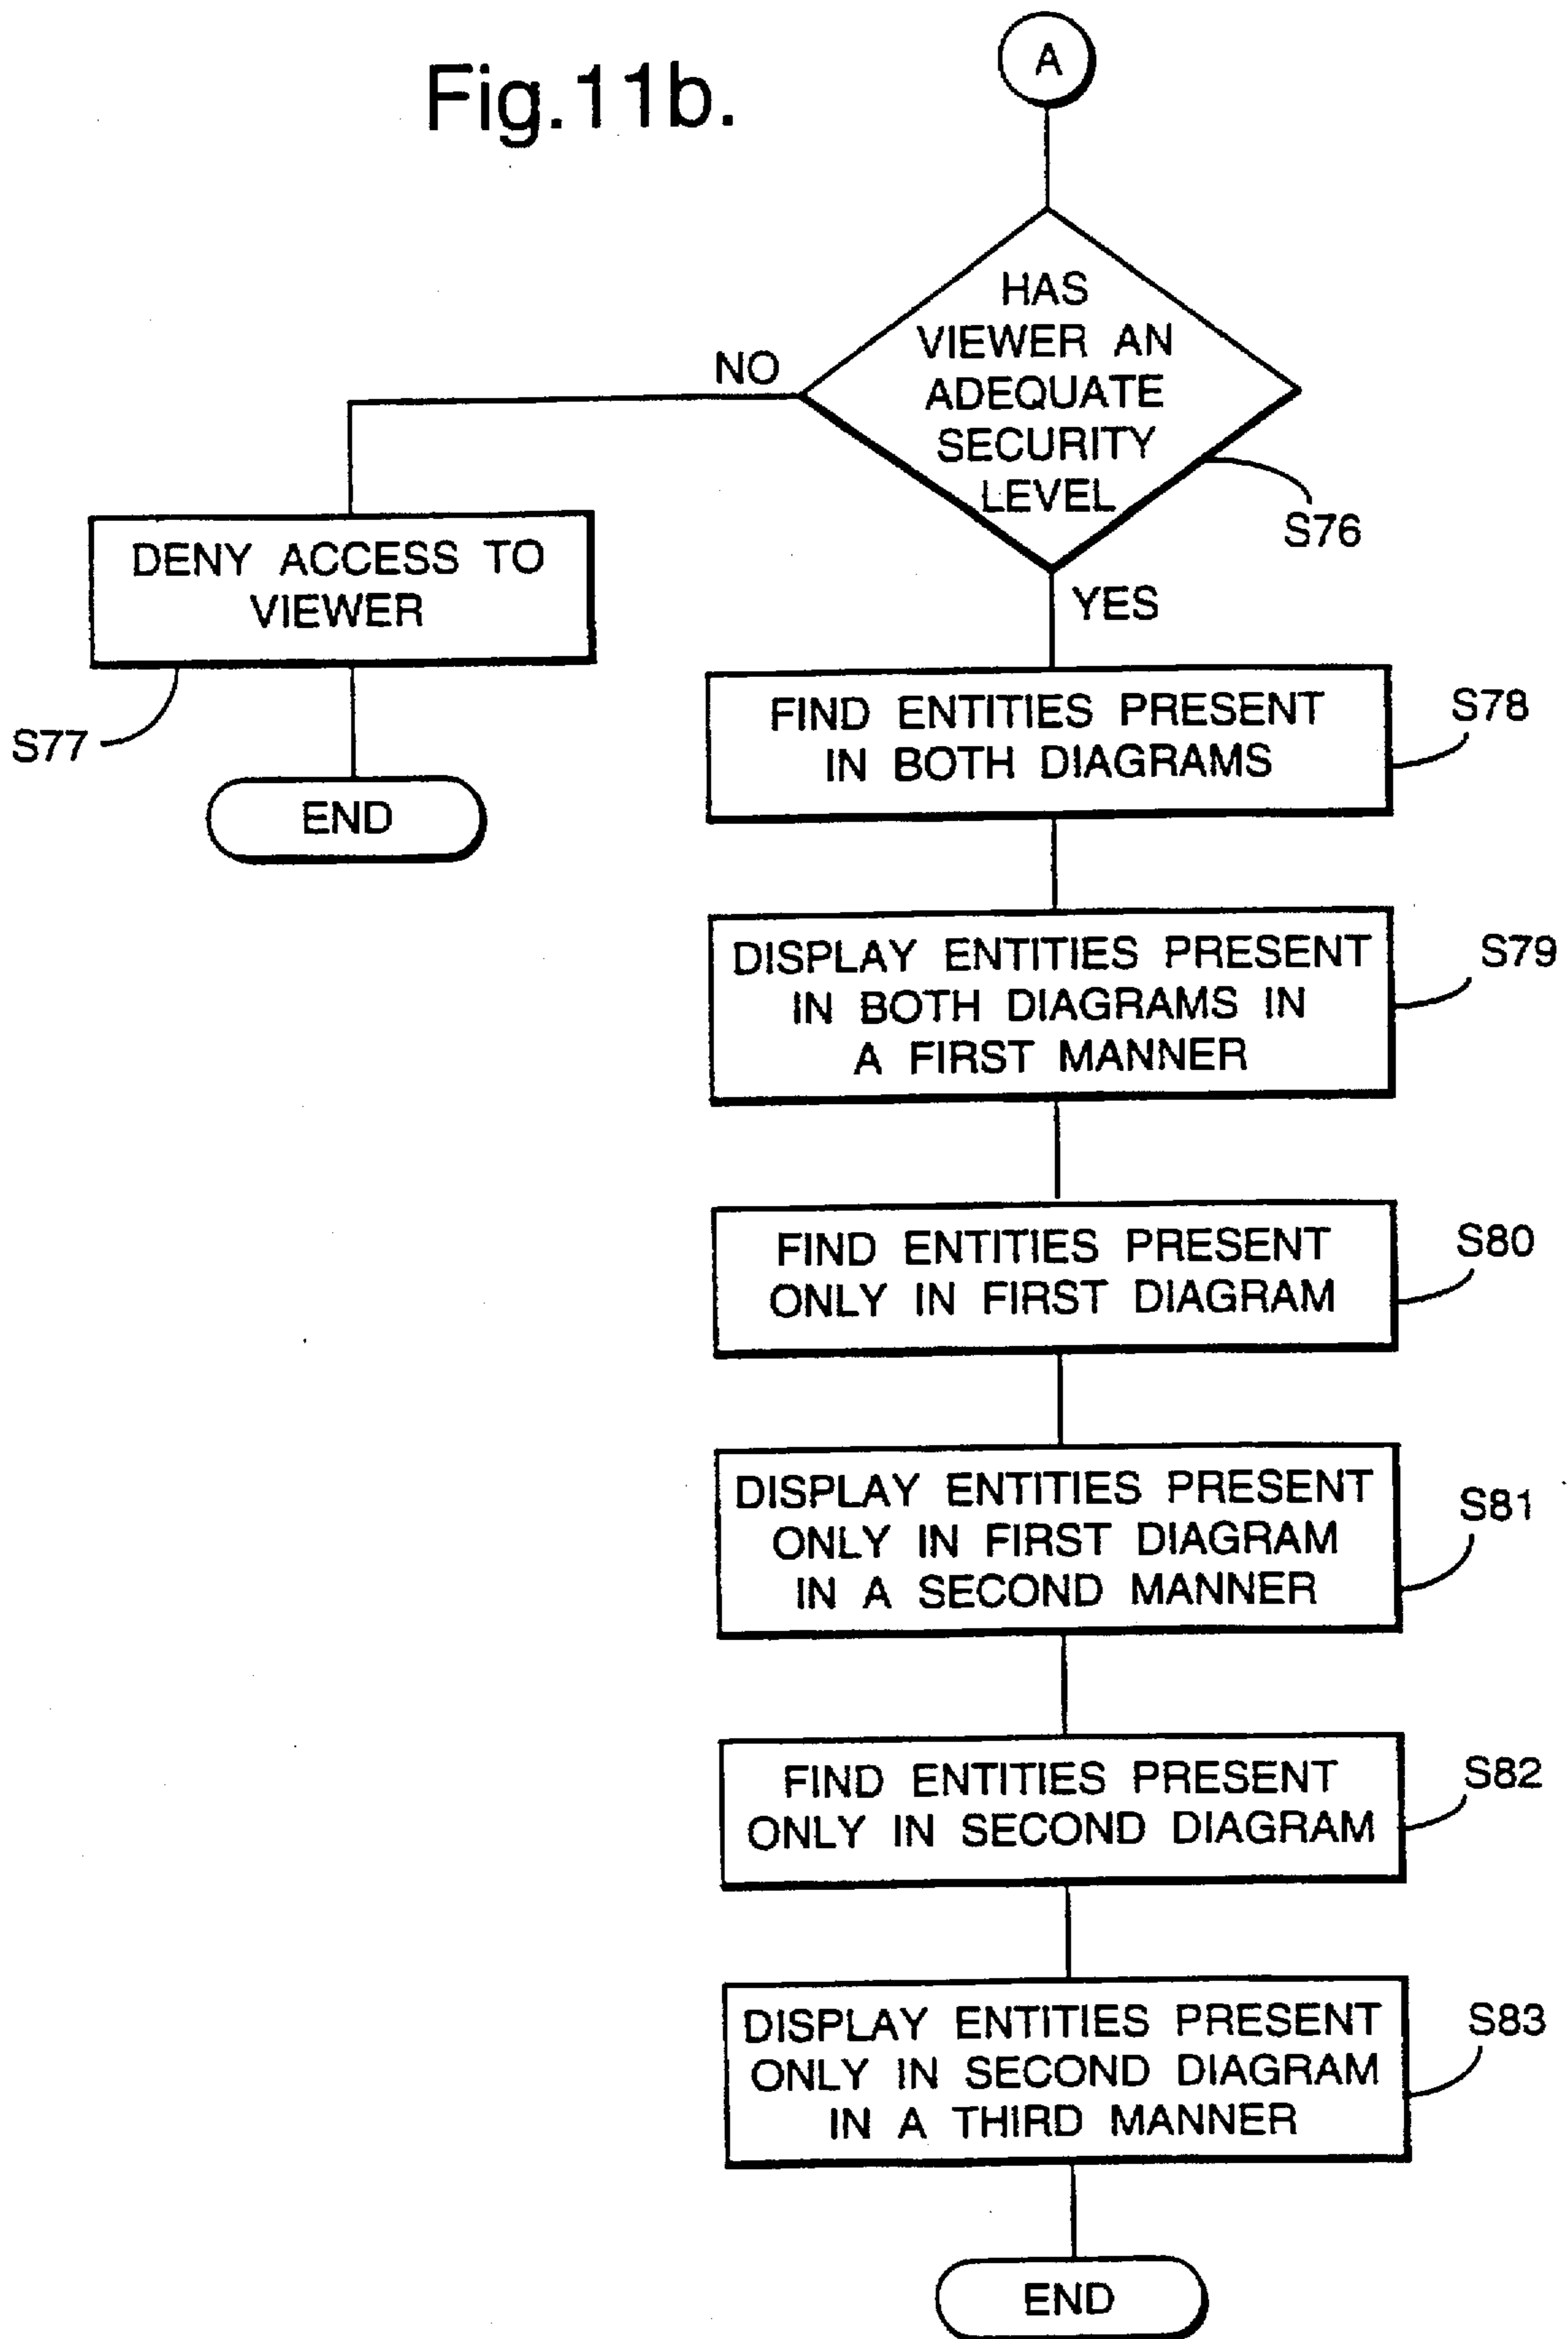 Fig.11b.
A
HAS
VIEWER AN
ADEQUATE
SECURITY
LEVEL
NO
S76
YES
DENY ACCESS TO
VIEWER
S77
END
FIND ENTITIES PRESENT
IN BOTH DIAGRAMS
S78
DISPLAY ENTITIES PRESENT
IN BOTH DIAGRAMS IN
A FIRST MANNER
S79
FIND ENTITIES PRESENT
ONLY IN FIRST DIAGRAM
S80
DISPLAY ENTITIES PRESENT
ONLY IN FIRST DIAGRAM
IN A SECOND MANNER
S81
FIND ENTITIES PRESENT
ONLY IN SECOND DIAGRAM
S82
DISPLAY ENTITIES PRESENT
ONLY IN SECOND DIAGRAM
IN A THIRD MANNER
S83
END